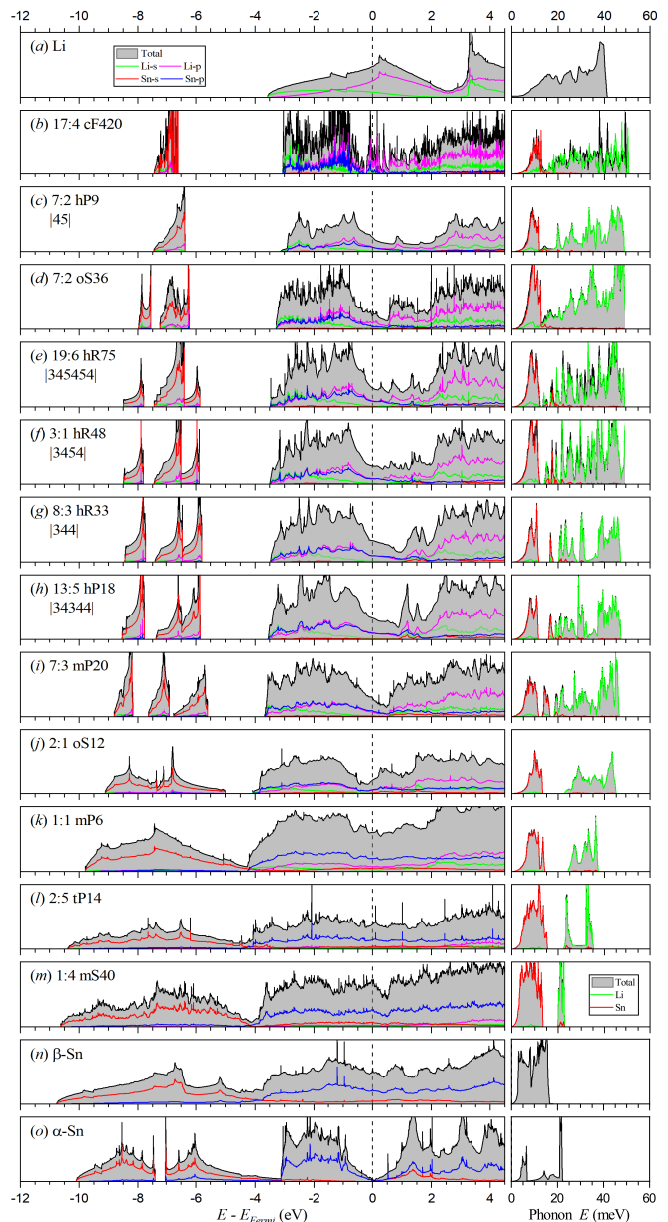 -12 -10 -8 -6 -4 -2 0 2 4 0 20 40 60
(a) Li
Total
Li-s Li-p
Sn-s Sn-p
(b) 17:4 cF420
(c) 7:2 hP9
|45|
(d) 7:2 oS36
(e) 19:6 hR75
|345454|
(f) 3:1 hR48
|3454|
(g) 8:3 hR33
|344|
(h) 13:5 hP18
|34344|
(i) 7:3 mP20
(j) 2:1 oS12
(k) 1:1 mP6
(l) 2:5 tP14
(m) 1:4 mS40
Total
Li
Sn
(n) β-Sn
(o) α-Sn
-12 -10 -8 -6 -4 -2 0 2 4 0 20 40 60
E - EFermi (eV) Phonon E (meV)